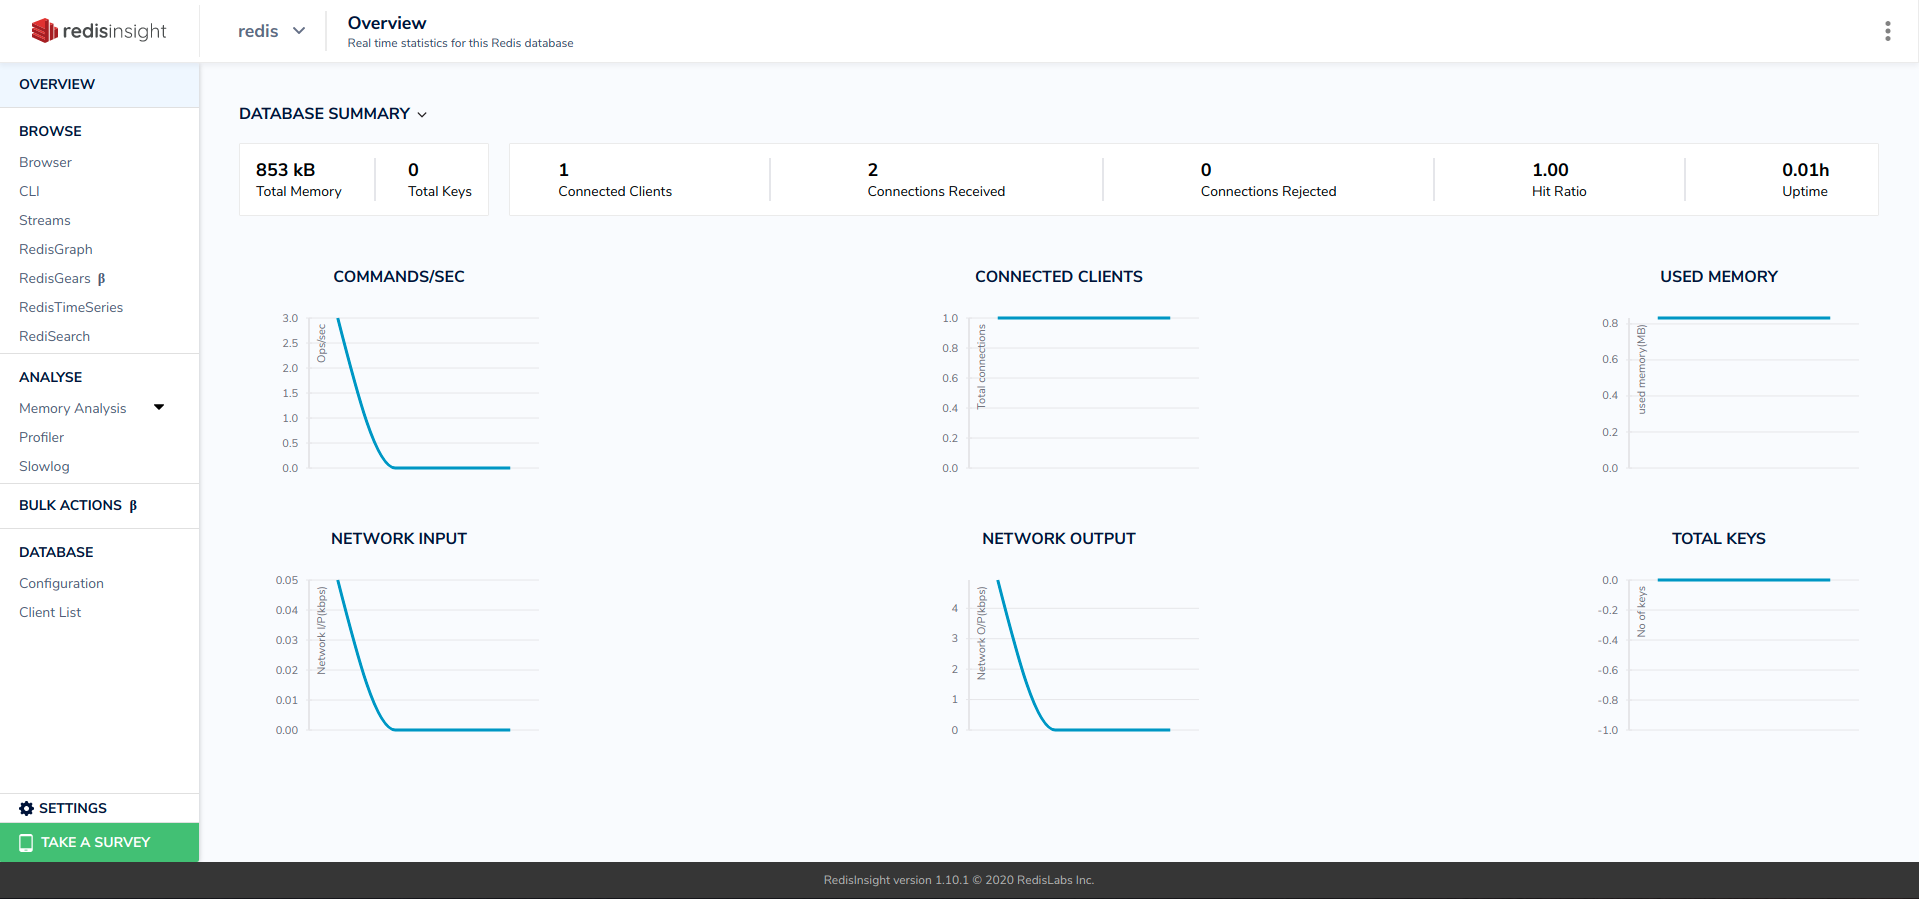 redisinsight
redis
Overview
Real time statistics for this Redis database
OVERVIEW
BROWSE
Browser
CLI
Streams
RedisGraph
RedisGears β
RedisTimeSeries
RediSearch
ANALYSE
Memory Analysis
Profiler
Slowlog
BULK ACTIONS β
DATABASE
Configuration
Client List
SETTINGS
TAKE A SURVEY
DATABASE SUMMARY
853 kB
Total Memory
0
Total Keys
1
Connected Clients
2
Connections Received
0
Connections Rejected
1.00
Hit Ratio
0.01h
Uptime
COMMANDS/SEC
3.0
2.5
2.0
1.5
1.0
0.5
0.0
Ops/sec
CONNECTED CLIENTS
1.0
0.8
0.6
0.4
0.2
0.0
Total connections
USED MEMORY
0.8
0.6
0.4
0.2
0.0
used memory(MB)
NETWORK INPUT
0.05
0.04
0.03
0.02
0.01
0.00
Network I/P(kbps)
NETWORK OUTPUT
4
3
2
1
0
Network O/P(kbps)
TOTAL KEYS
0.0
-0.2
-0.4
-0.6
-0.8
-1.0
No of keys
RedisInsight version 1.10.1 © 2020 RedisLabs Inc.